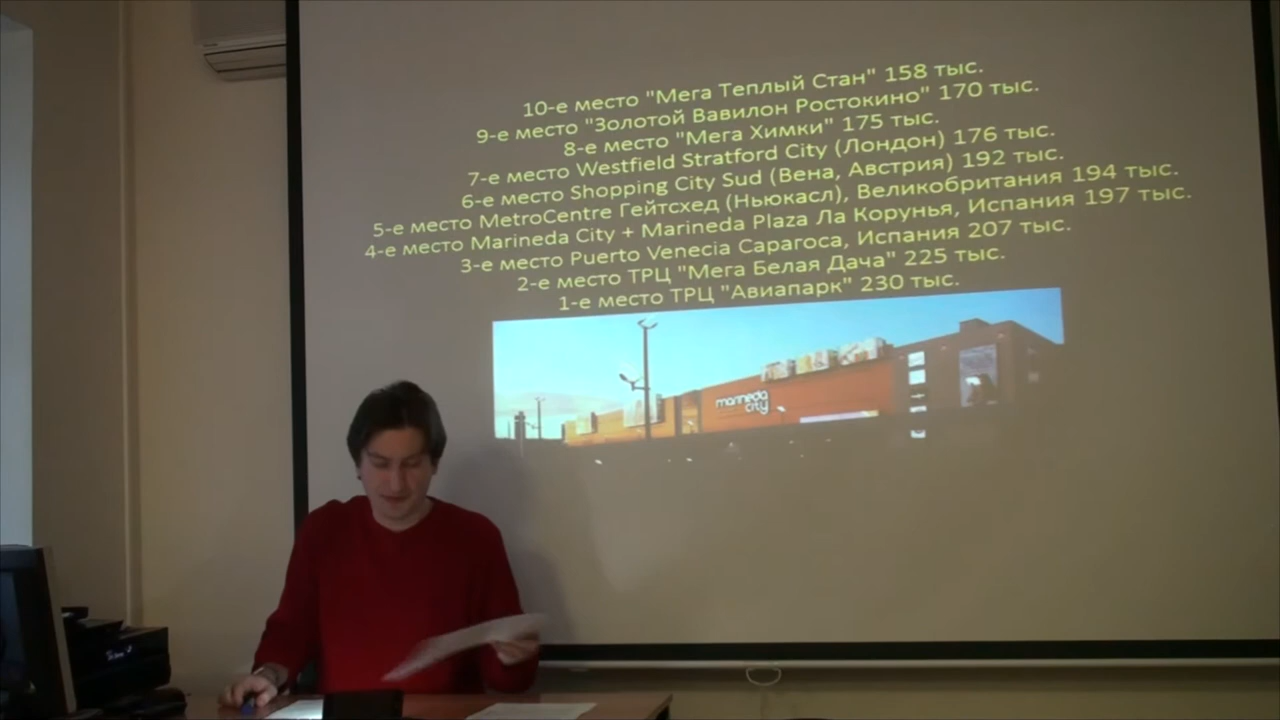 10-е место "Мега Теплый Стан" 158 тыс.
9-е место "Золотой Вавилон Ростокино" 170 тыс.
8-е место "Мега Химки" 175 тыс.
7-е место Westfield Stratford City (Лондон) 176 тыс.
6-е место Shopping City Sud (Вена, Австрия) 192 тыс.
5-е место MetroCentre Гейтсхед (Ньюкасл), Великобритания 194 тыс.
4-е место Marineda City + Marineda Plaza Ла Корунья, Испания 197 тыс.
3-е место Puerto Venecia Сарагоса, Испания 207 тыс.
2-е место ТРЦ "Мега Белая Дача" 225 тыс.
1-е место ТРЦ "Авиапарк" 230 тыс.
marineda
city